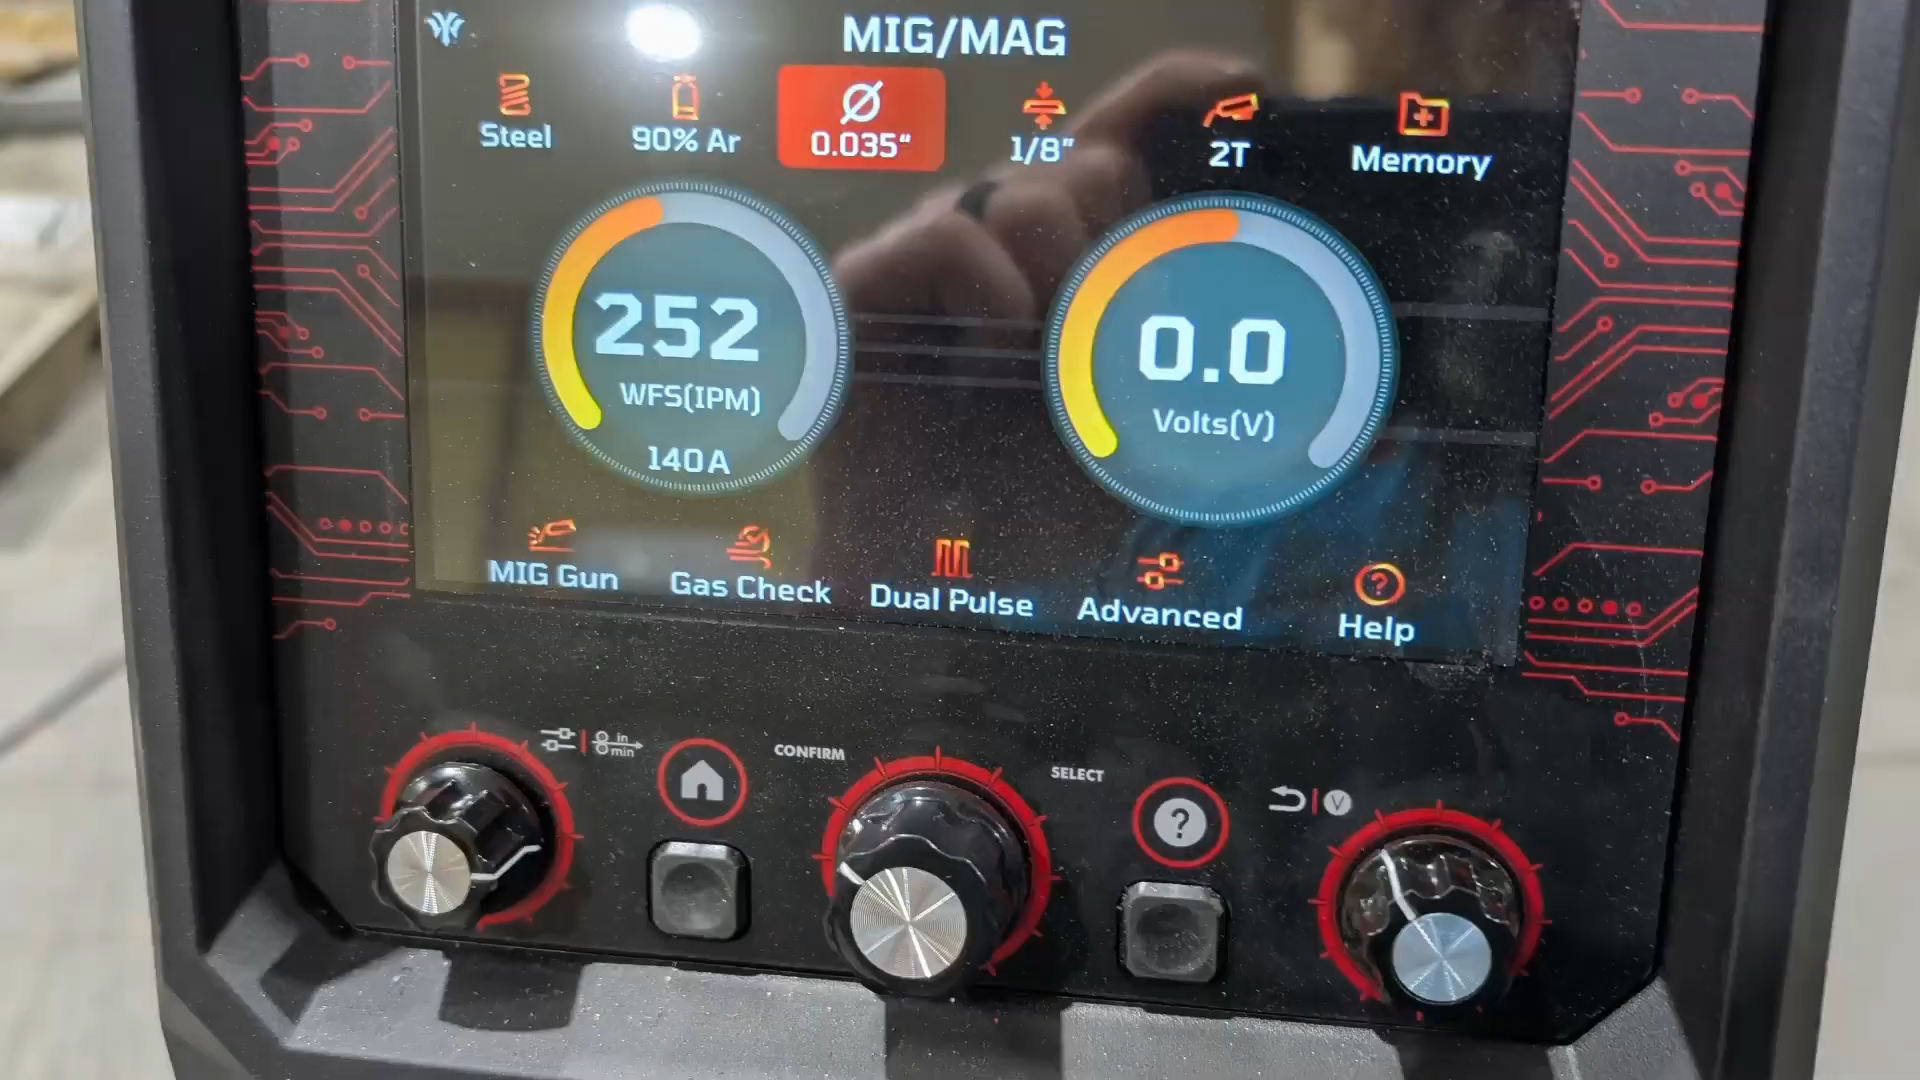 MIG/MAG
Steel
90% Ar
0.035"
1/8"
2T
Memory
252
WFS(IPM)
140A
0.0
Volts(V)
MIG Gun
Gas Check
Dual Pulse
Advanced
?
Help
in
min
CONFIRM
SELECT
?
V